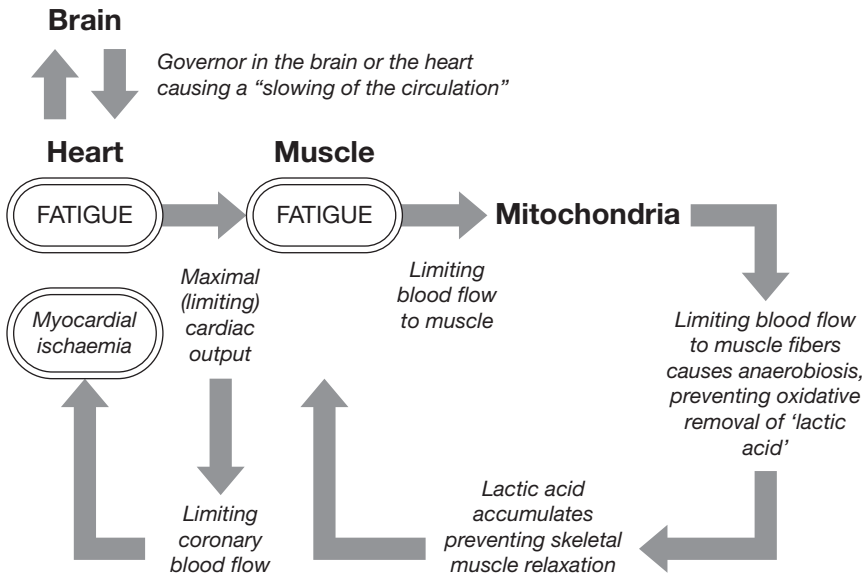 Brain
Governor in the brain or the heart
causing a “slowing of the circulation”
Heart
Muscle
FATIGUE
FATIGUE
Mitochondria
Maximal
(limiting)
cardiac
output
Limiting
blood flow
to muscle
Myocardial
ischaemia
Limiting blood flow
to muscle fibers
causes anaerobiosis,
preventing oxidative
removal of ‘lactic
acid’
Limiting
coronary
blood flow
Lactic acid
accumulates
preventing skeletal
muscle relaxation